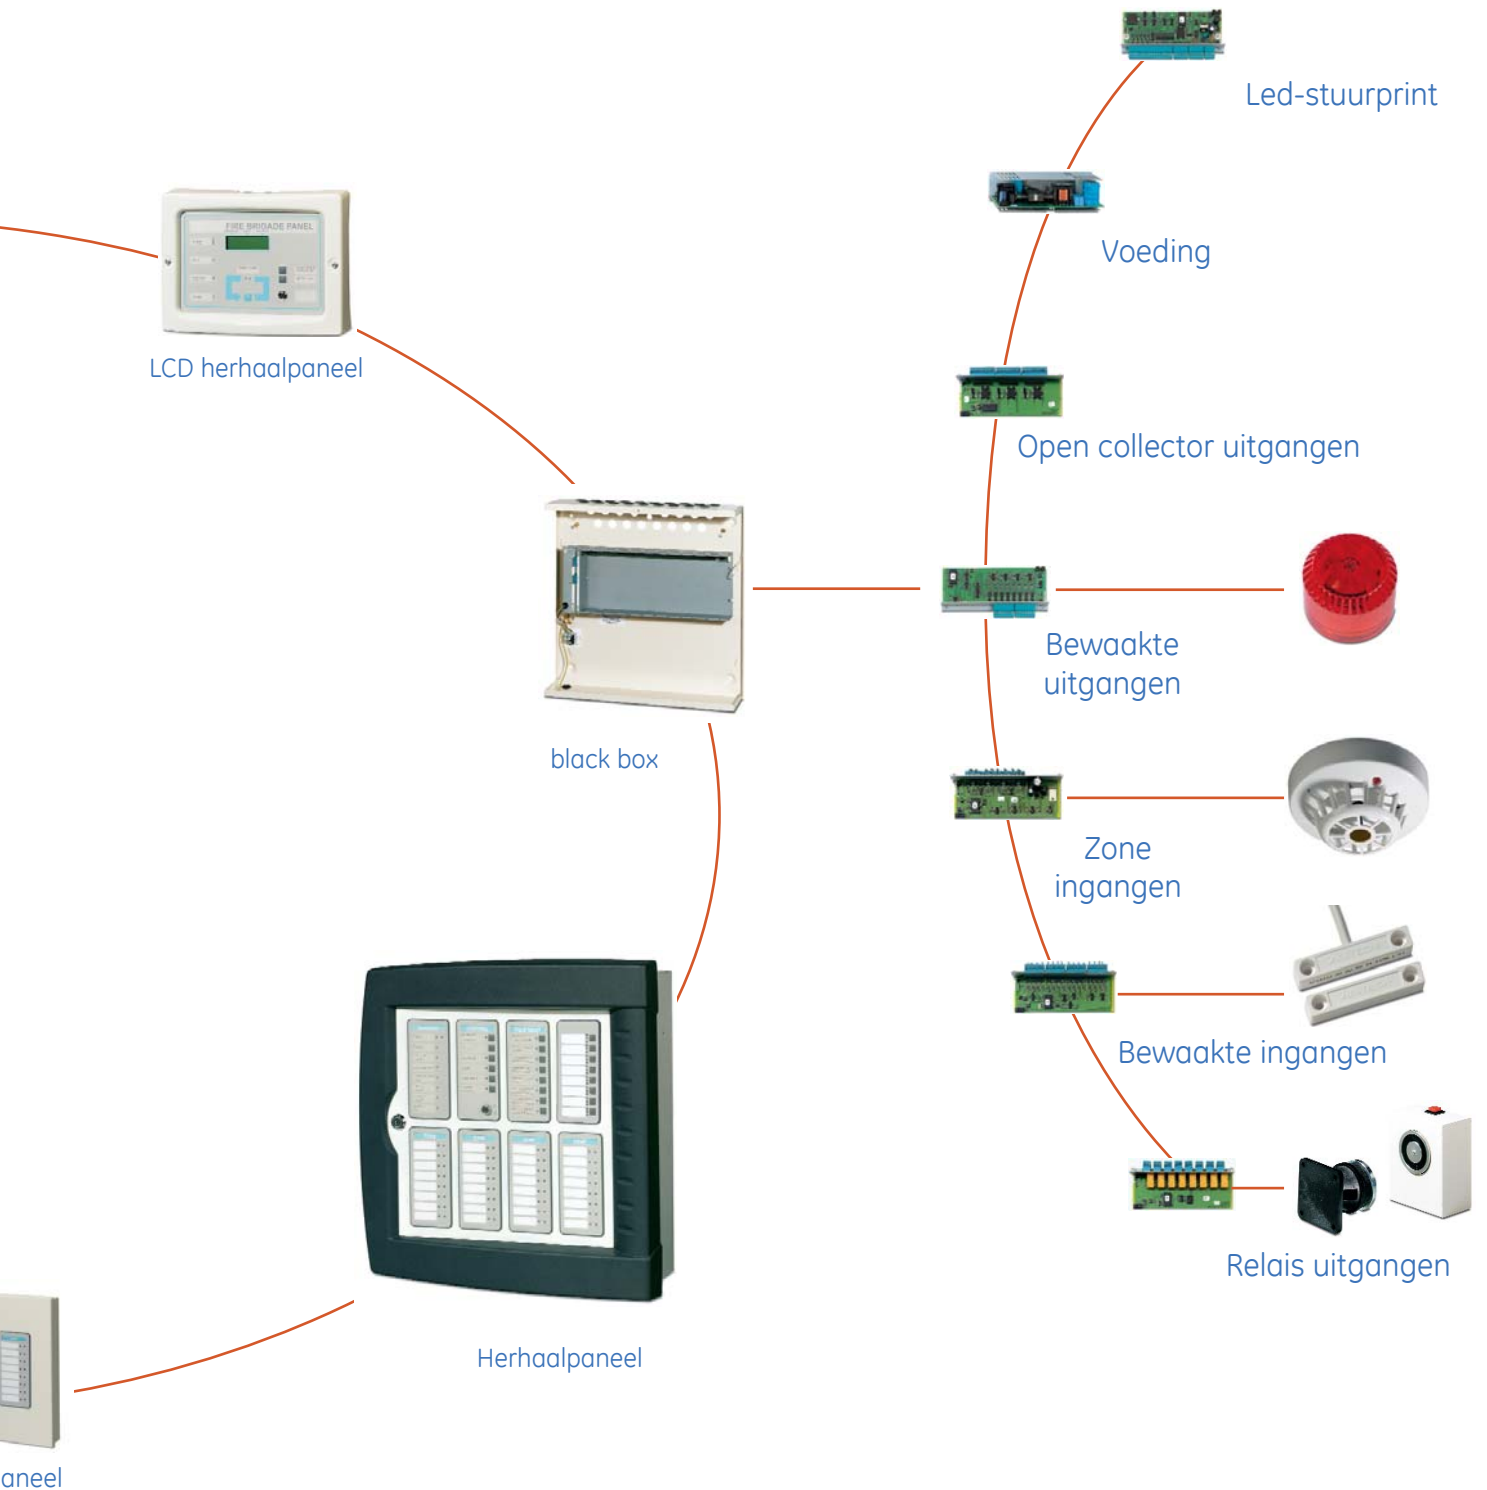 Led-stuurprint
Voeding
FIRE BRIGADE PANEL
LCD herhaalpaneel
Open collector uitgangen
Bewaakte
uitgangen
black box
Zone
ingangen
Bewaakte ingangen
Relais uitgangen
Herhaalpaneel
aneel